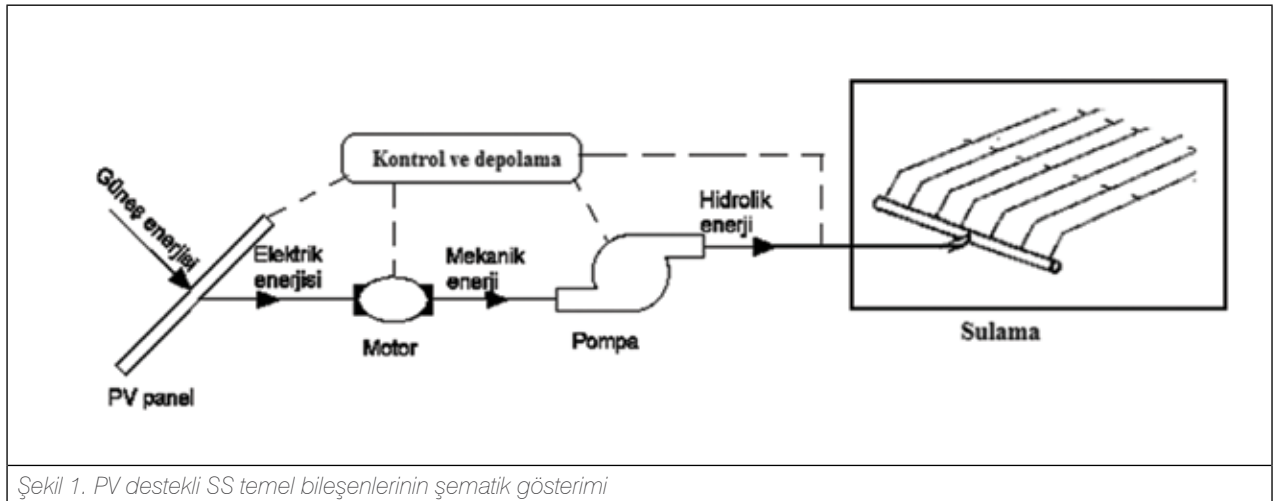 Kontrol ve depolama
Güneş enerjisi
Hidrolik
enerji
Elektrik
enerjisi
Mekanik
enerji
Motor
Pompa
Sulama
PV panel
Şekil 1. PV destekli SS temel bileşenlerinin şematik gösterimi